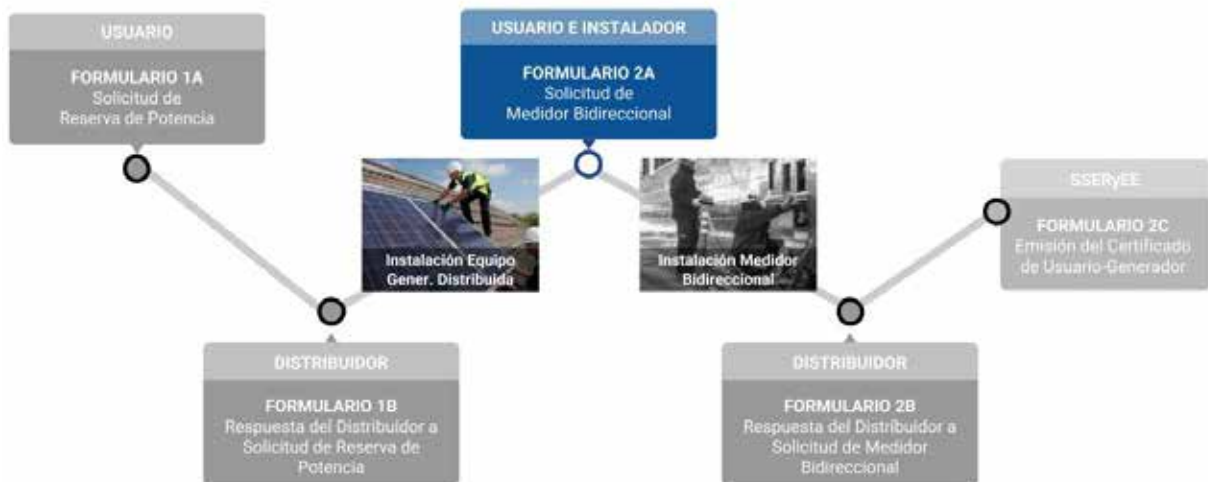 USUARIO
FORMULARIO 1A
Solicitud de
Reserva de Potencia
USUARIO E INSTALADOR
FORMULARIO 2A
Solicitud de
Medidor Bidireccional
Instalación Equipo
Gener. Distribuida
Instalación Medidor
Bidireccional
SSERyEE
FORMULARIO 2C
Emisión del Certificado
de Usuario-Generador
DISTRIBUIDOR
FORMULARIO 1B
Respuesta del Distribuidor a
Solicitud de Reserva de
Potencia
DISTRIBUIDOR
FORMULARIO 2B
Respuesta del Distribuidor a
Solicitud de Medidor
Bidireccional